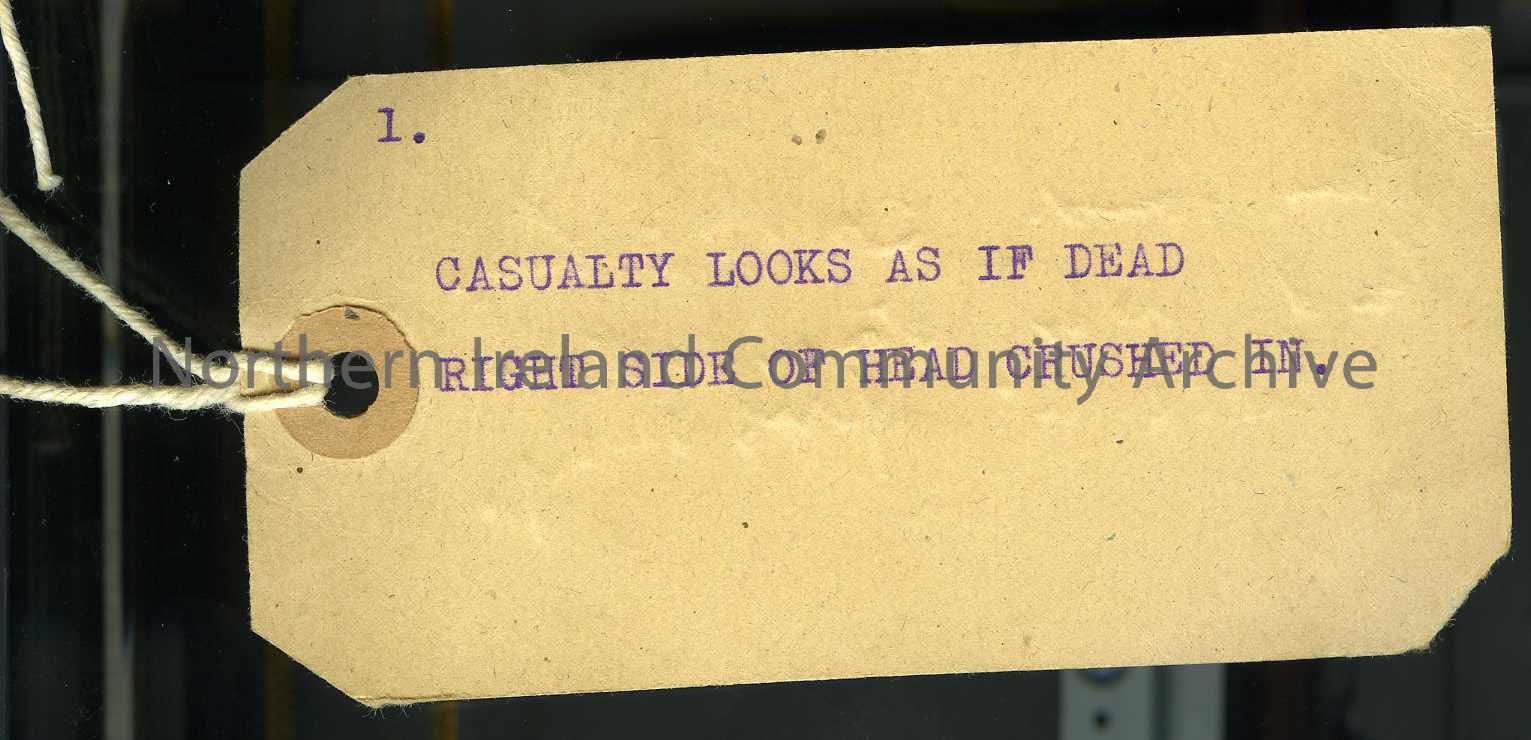 1.
CASUALTY LOOKS AS IF DEAD
RIGHT SIDE OF HEAD CRUSHED IN.
Northern Ireland Community Archive